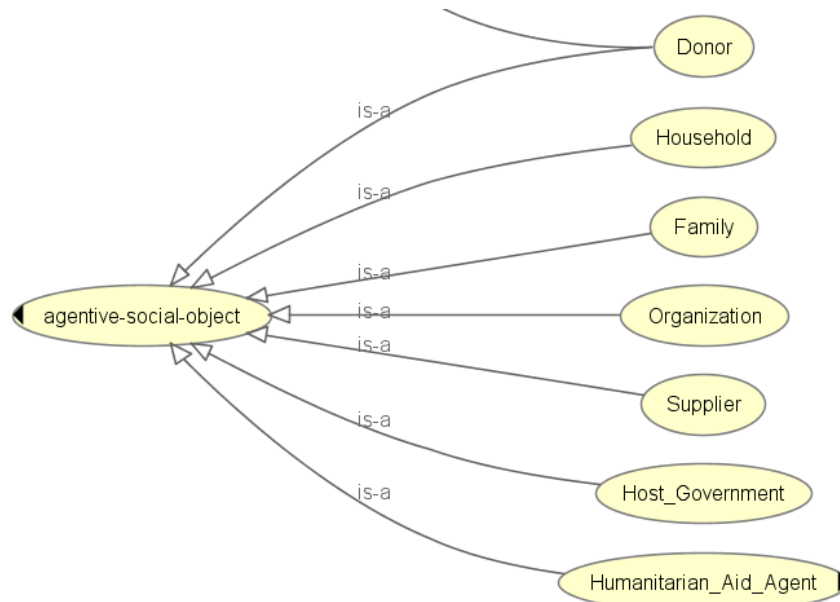 Donor
is-a
Household
is-a
Family
is-a
agentive-social-object
is-a
Organization
is-a
Supplier
is-a
Host_Government
is-a
Humanitarian_Aid_Agent